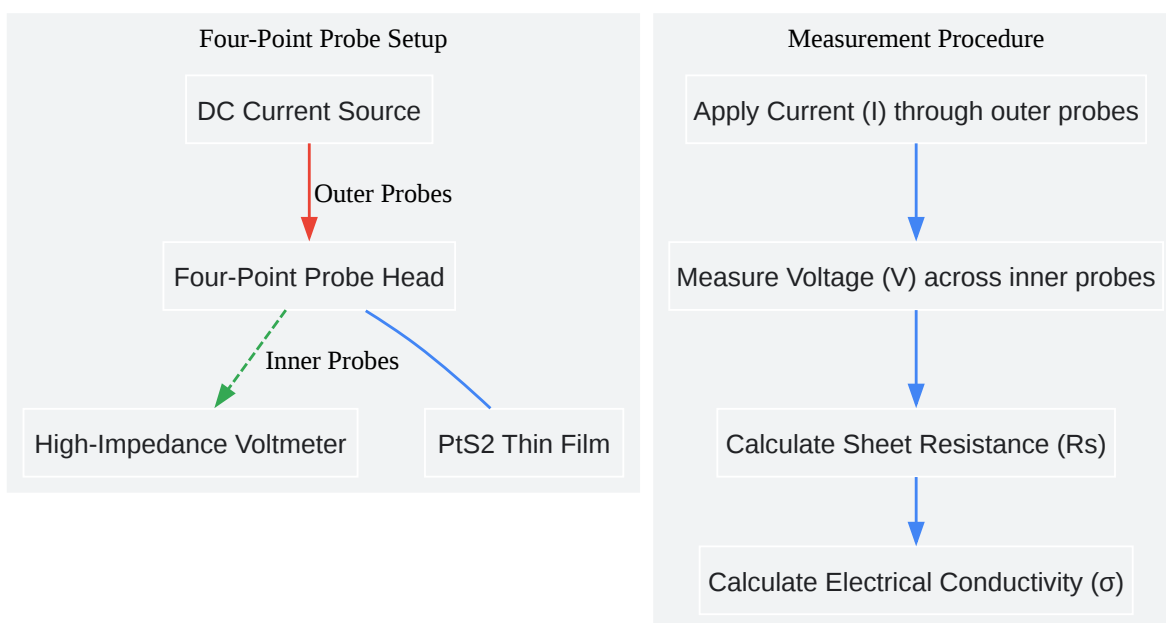 Four-Point Probe Setup
DC Current Source
Outer Probes
Four-Point Probe Head
Inner Probes
High-Impedance Voltmeter
PtS2 Thin Film
Measurement Procedure
Apply Current (I) through outer probes
Measure Voltage (V) across inner probes
Calculate Sheet Resistance (Rs)
Calculate Electrical Conductivity (σ)